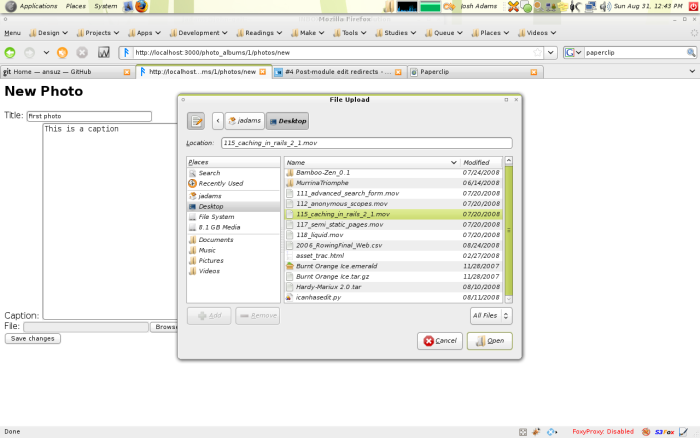 Applications Places System Josh Adams Sun Aug 31, 12:43 PM
Mozilla Firefox
Menu Design Projects Apps Development Readings Make Tools Studies Queue Places Videos
http://localhost:3000/photo_albums/1/photos/new paperclip
git Home — ansuz — GitHub http://localhost...ms/1/photos/new #4 Post-module edit redirects - ... Paperclip
New Photo
Title: First photo
This is a caption
Caption:
File: Browse
Save changes
File Upload
jadams Desktop
Location: 115_caching_in_rails_2_1.mov
Places
Search
Recently Used
jadams
Desktop
File System
8.1 GB Media
Documents
Music
Pictures
Videos
Name Modified
Bamboo-Zen_0.1 07/24/2008
MurrinaTriomphe 06/14/2008
111_advanced_search_form.mov 07/20/2008
112_anonymous_scopes.mov 07/20/2008
115_caching_in_rails_2_1.mov 07/20/2008
117_semi_static_pages.mov 07/20/2008
118_liquid.mov 07/20/2008
2006_RowingFinal_Web.csv 08/24/2008
asset_trac.html 02/27/2008
Burnt Orange Ice.emerald 11/28/2007
Burnt Orange Ice.tar.gz 11/28/2007
Hardy-Mariux 2.0.tar 08/10/2008
icanhasedit.py 08/11/2008
Add Remove All Files
Cancel Open
Done FoxyProxy: Disabled S3Fox